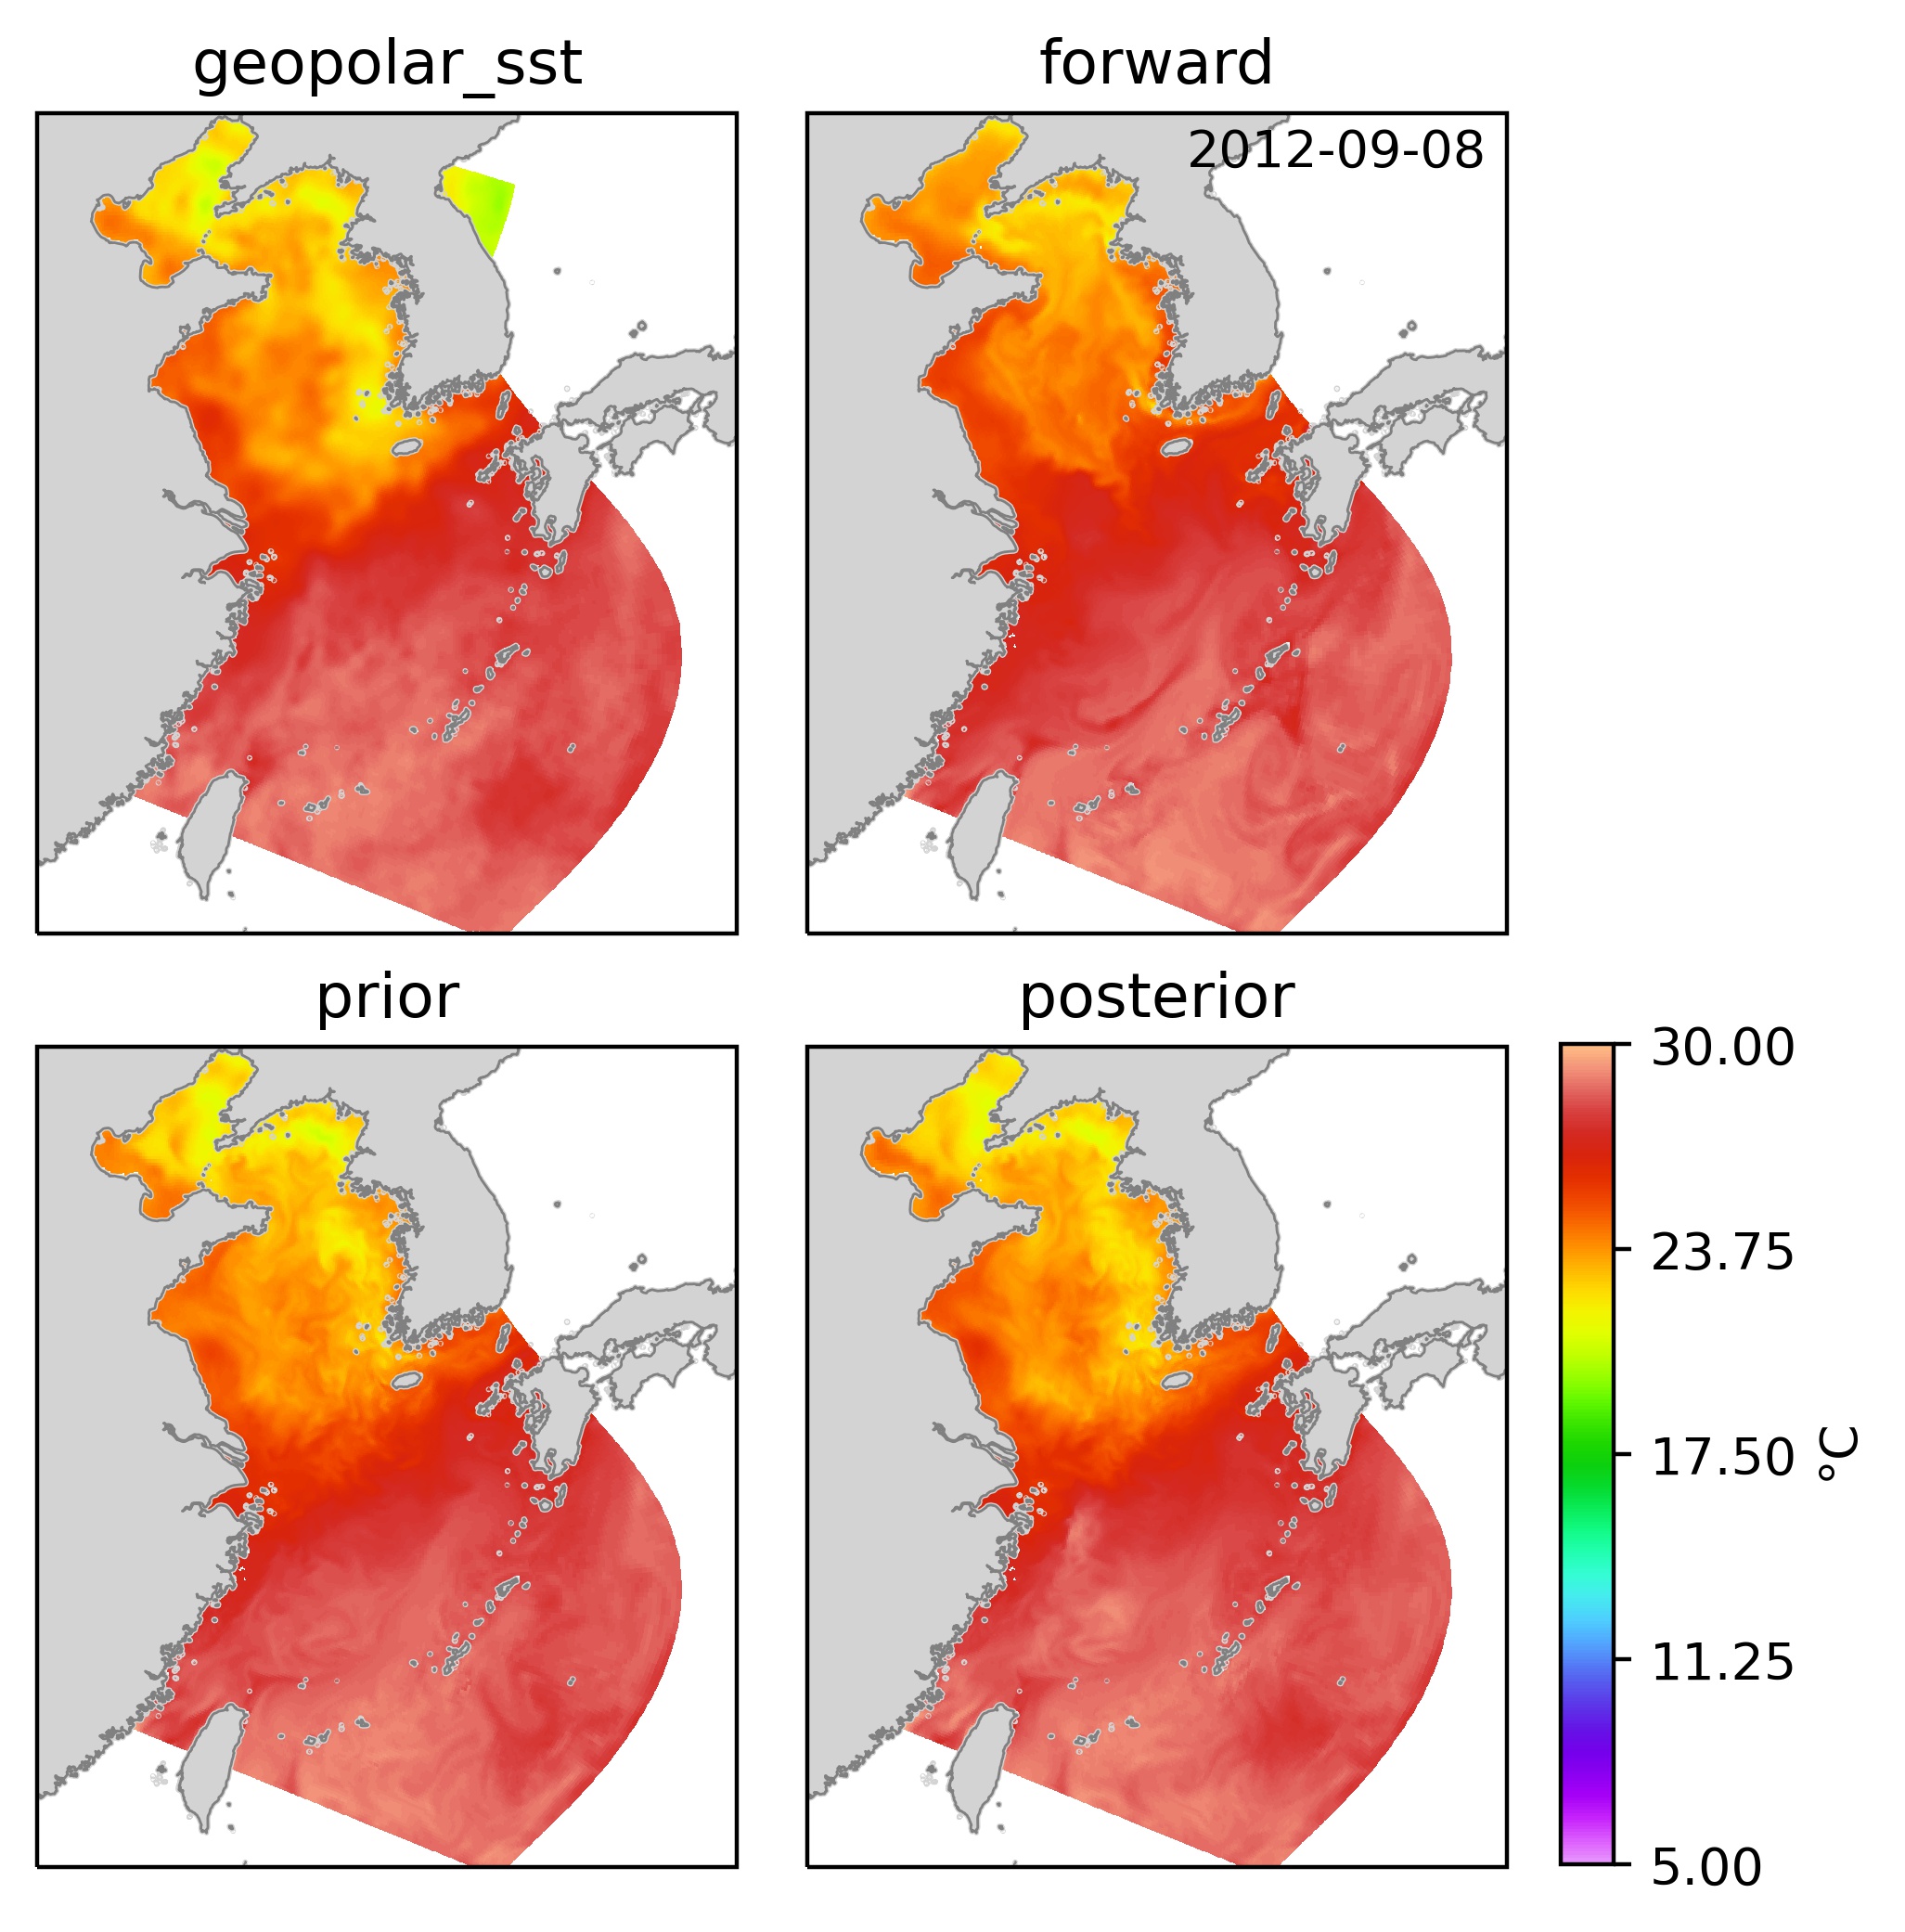 geopolar_sst
forward
2012-09-08
prior
posterior
30.00
23.75
17.50
11.25
5.00
°C